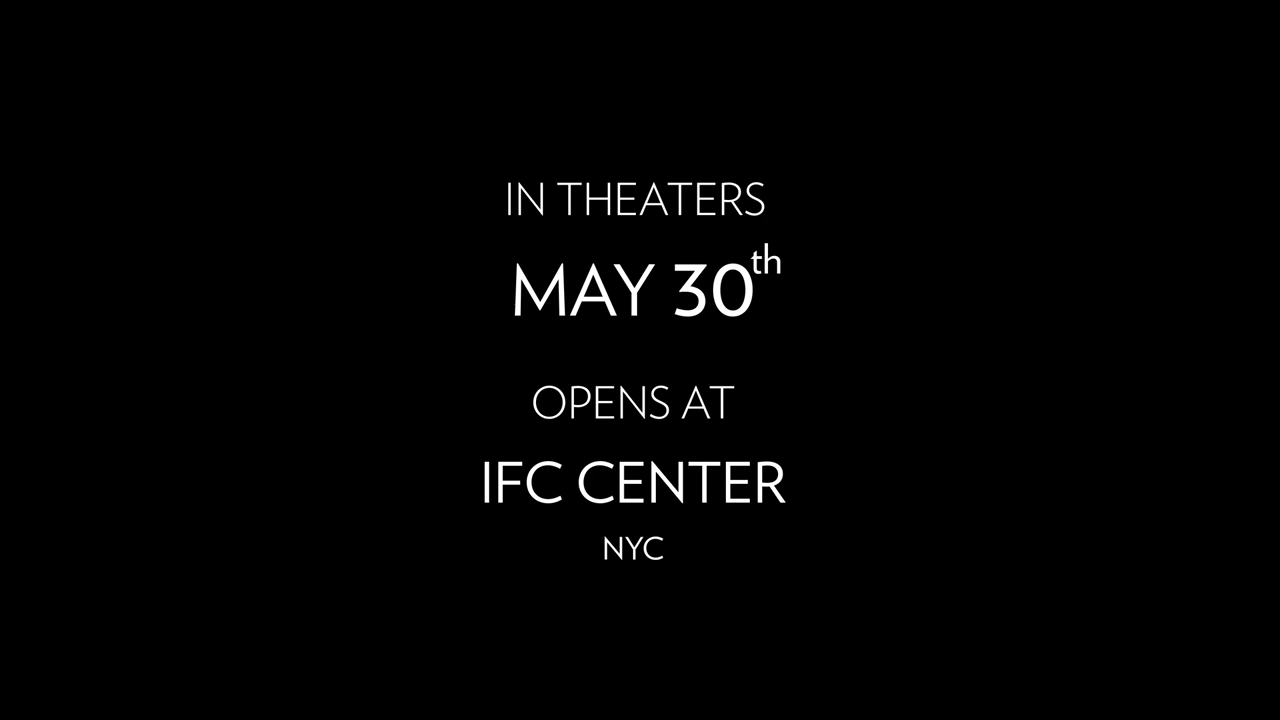 IN THEATERS
MAY 30th
OPENS AT
IFC CENTER
NYC